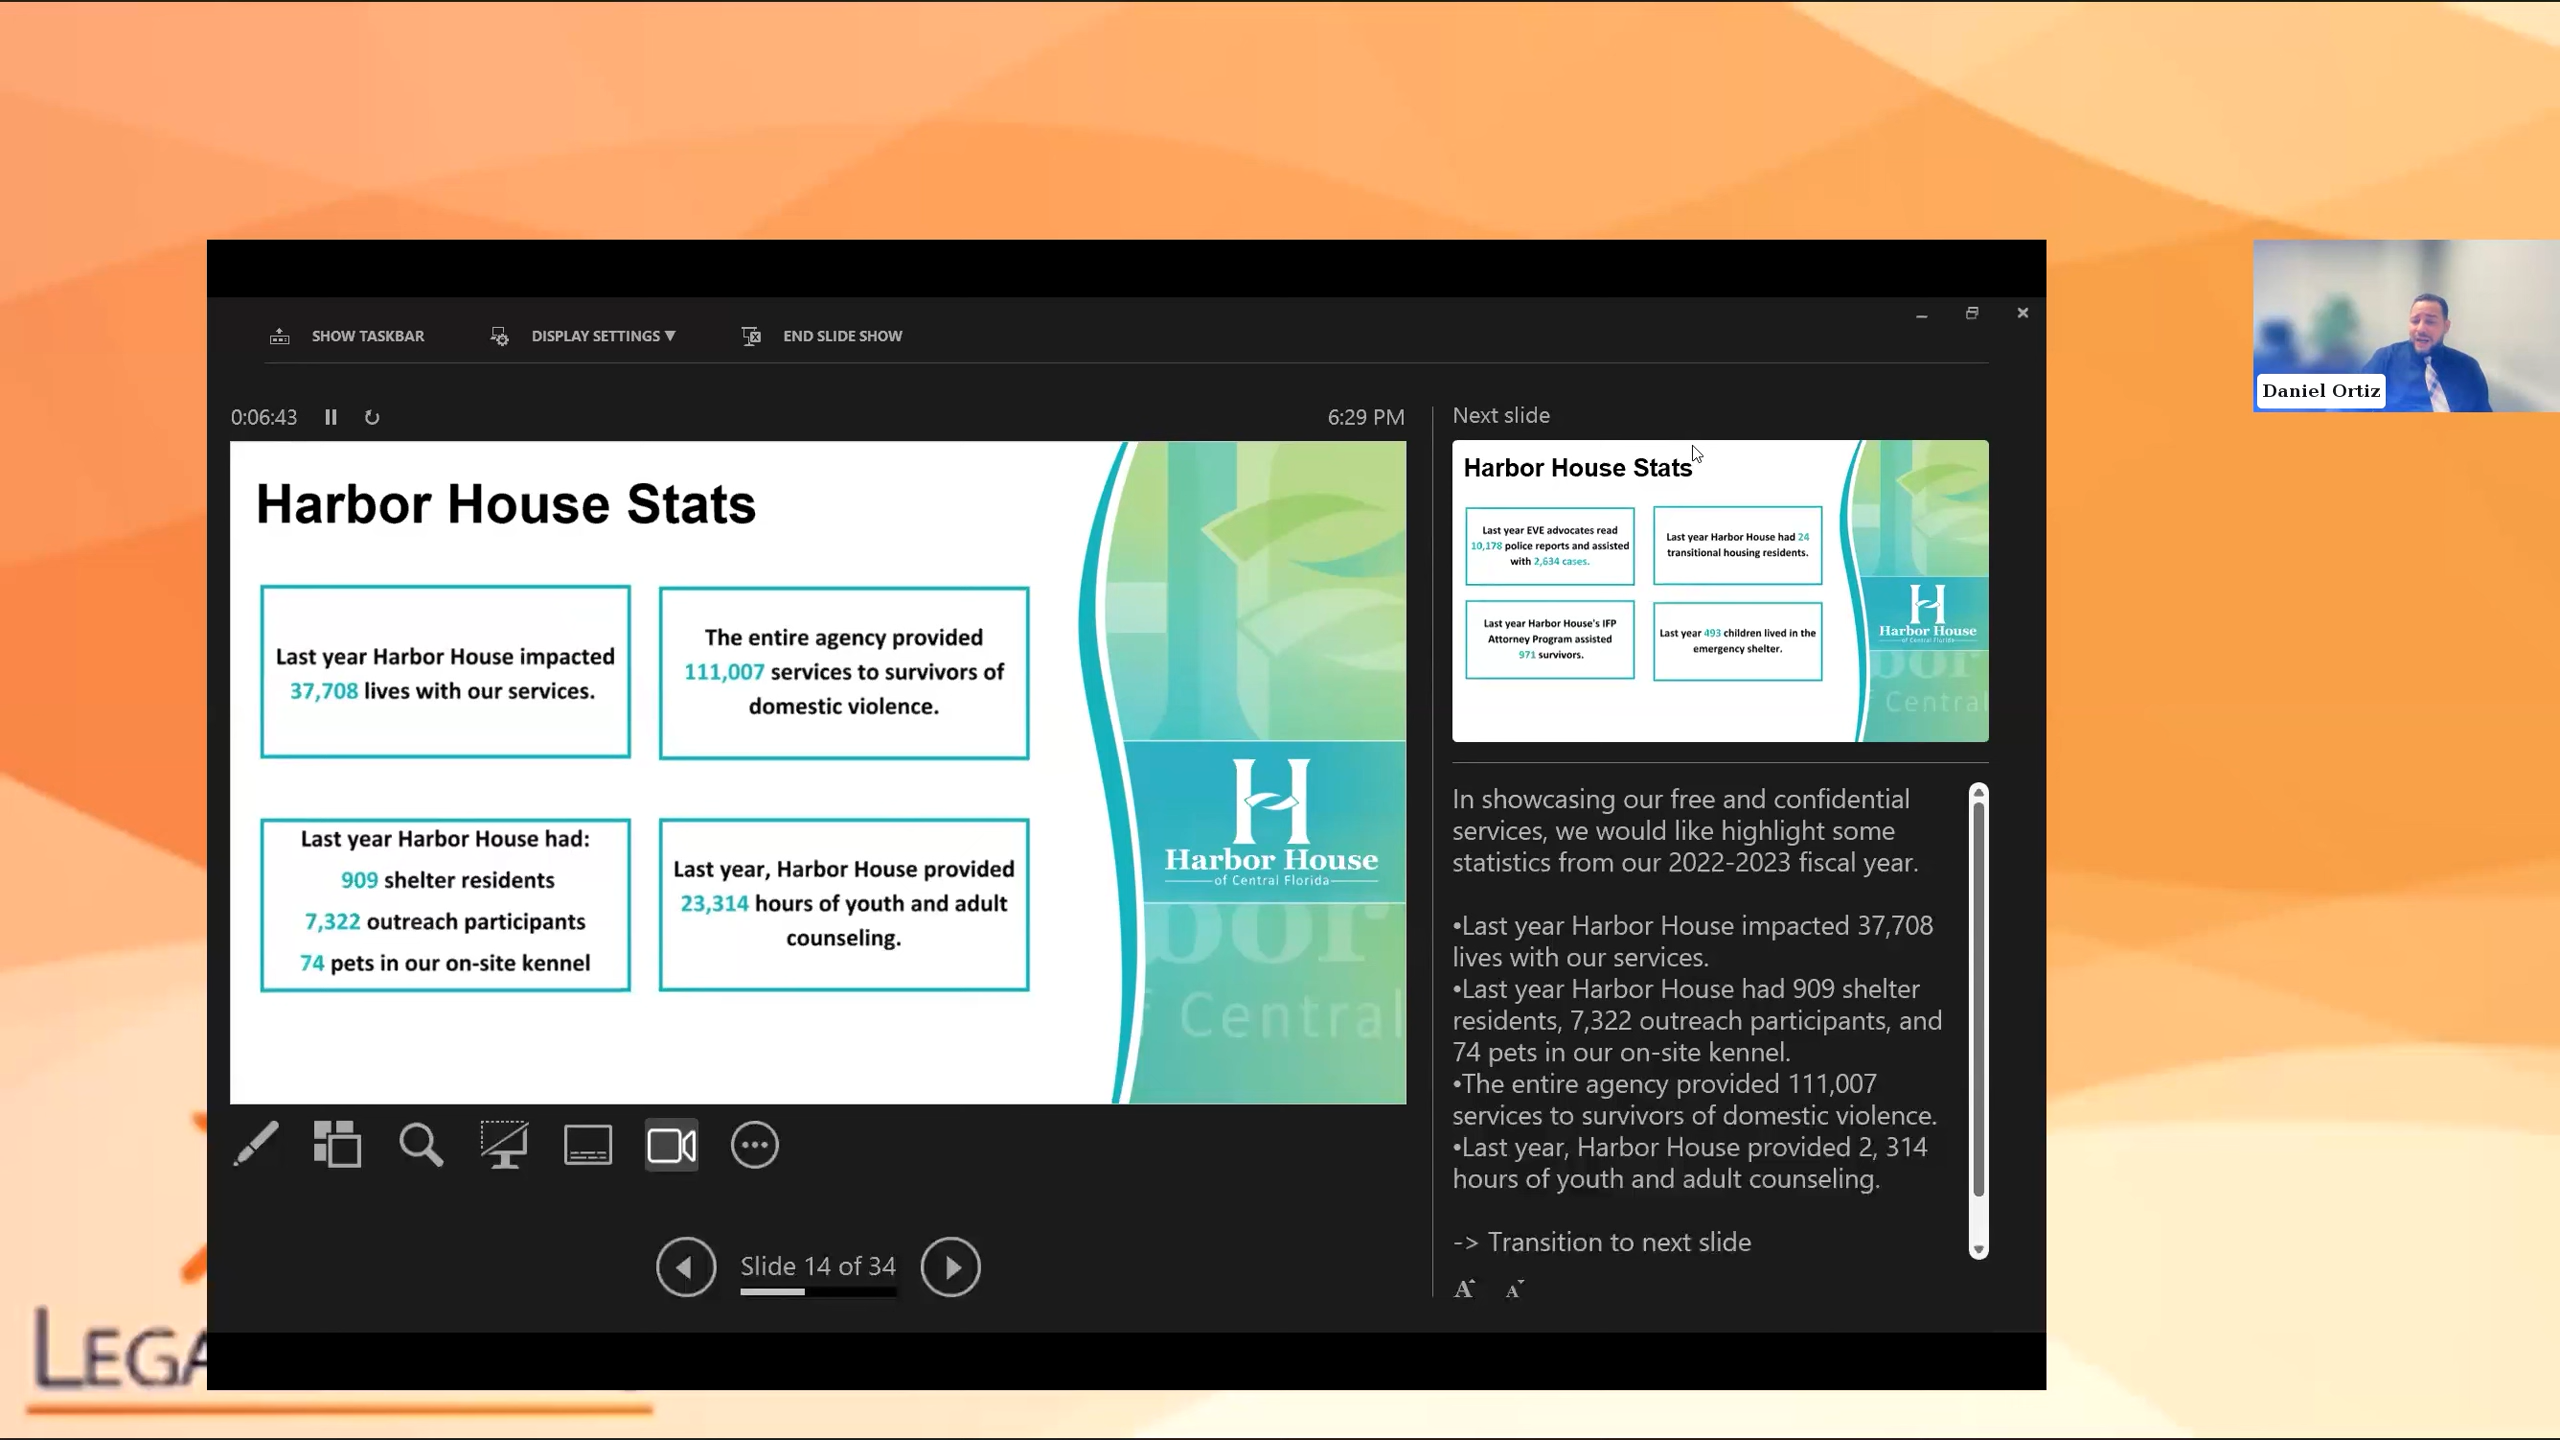 SHOW TASKBAR
DISPLAY SETTINGS ▼
END SLIDE SHOW
0:06:43
6:29 PM
Harbor House Stats
Last year Harbor House impacted
37,708 lives with our services.
The entire agency provided
111,007 services to survivors of
domestic violence.
Last year Harbor House had:
909 shelter residents
7,322 outreach participants
74 pets in our on-site kennel
Last year, Harbor House provided
23,314 hours of youth and adult
counseling.
H
Harbor House
of Central Florida
bor
f Central
Slide 14 of 34
Next slide
Harbor House Stats
Last year EVE advocates read
10,178 police reports and assisted
with 2,634 cases.
Last year Harbor House had 24
transitional housing residents.
Last year Harbor House's IFP
Attorney Program assisted
971 survivors.
Last year 493 children lived in the
emergency shelter.
H
Harbor House
of Central Florida
bor
f Central
In showcasing our free and confidential
services, we would like highlight some
statistics from our 2022-2023 fiscal year.
•Last year Harbor House impacted 37,708
lives with our services.
•Last year Harbor House had 909 shelter
residents, 7,322 outreach participants, and
74 pets in our on-site kennel.
•The entire agency provided 111,007
services to survivors of domestic violence.
•Last year, Harbor House provided 2, 314
hours of youth and adult counseling.
-> Transition to next slide
A A
Daniel Ortiz
LEGA